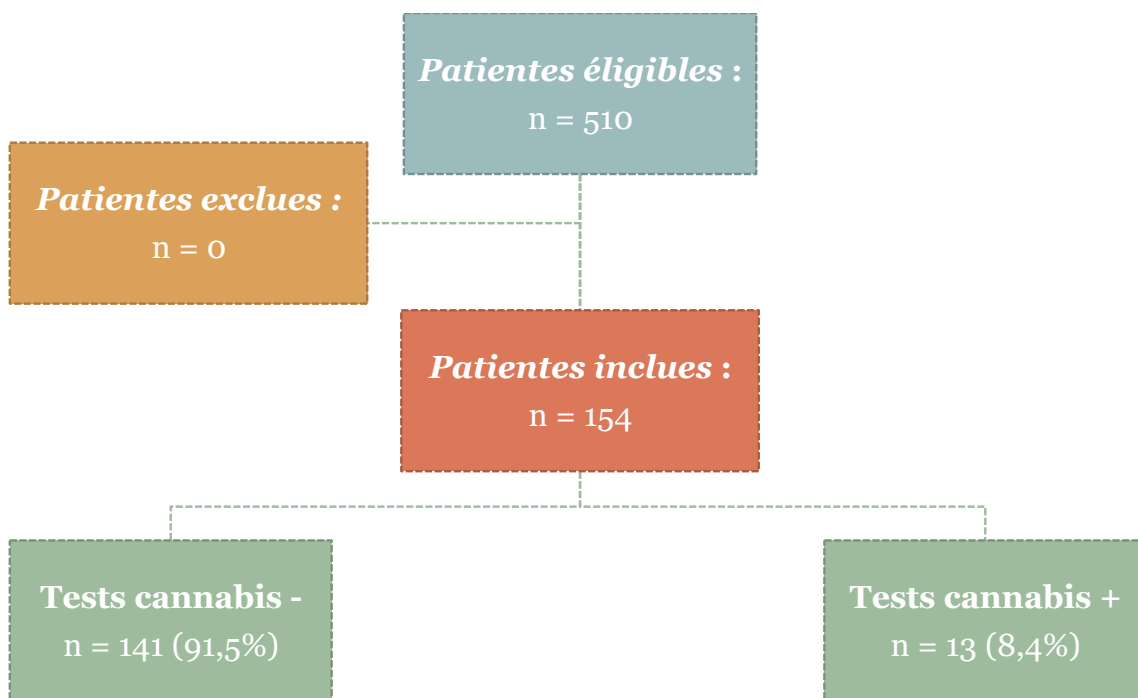 Patientes éligibles :
n = 510
Patientes exclues :
n = 0
Patientes inclues :
n = 154
Tests cannabis -
n = 141 (91,5%)
Tests cannabis +
n = 13 (8,4%)